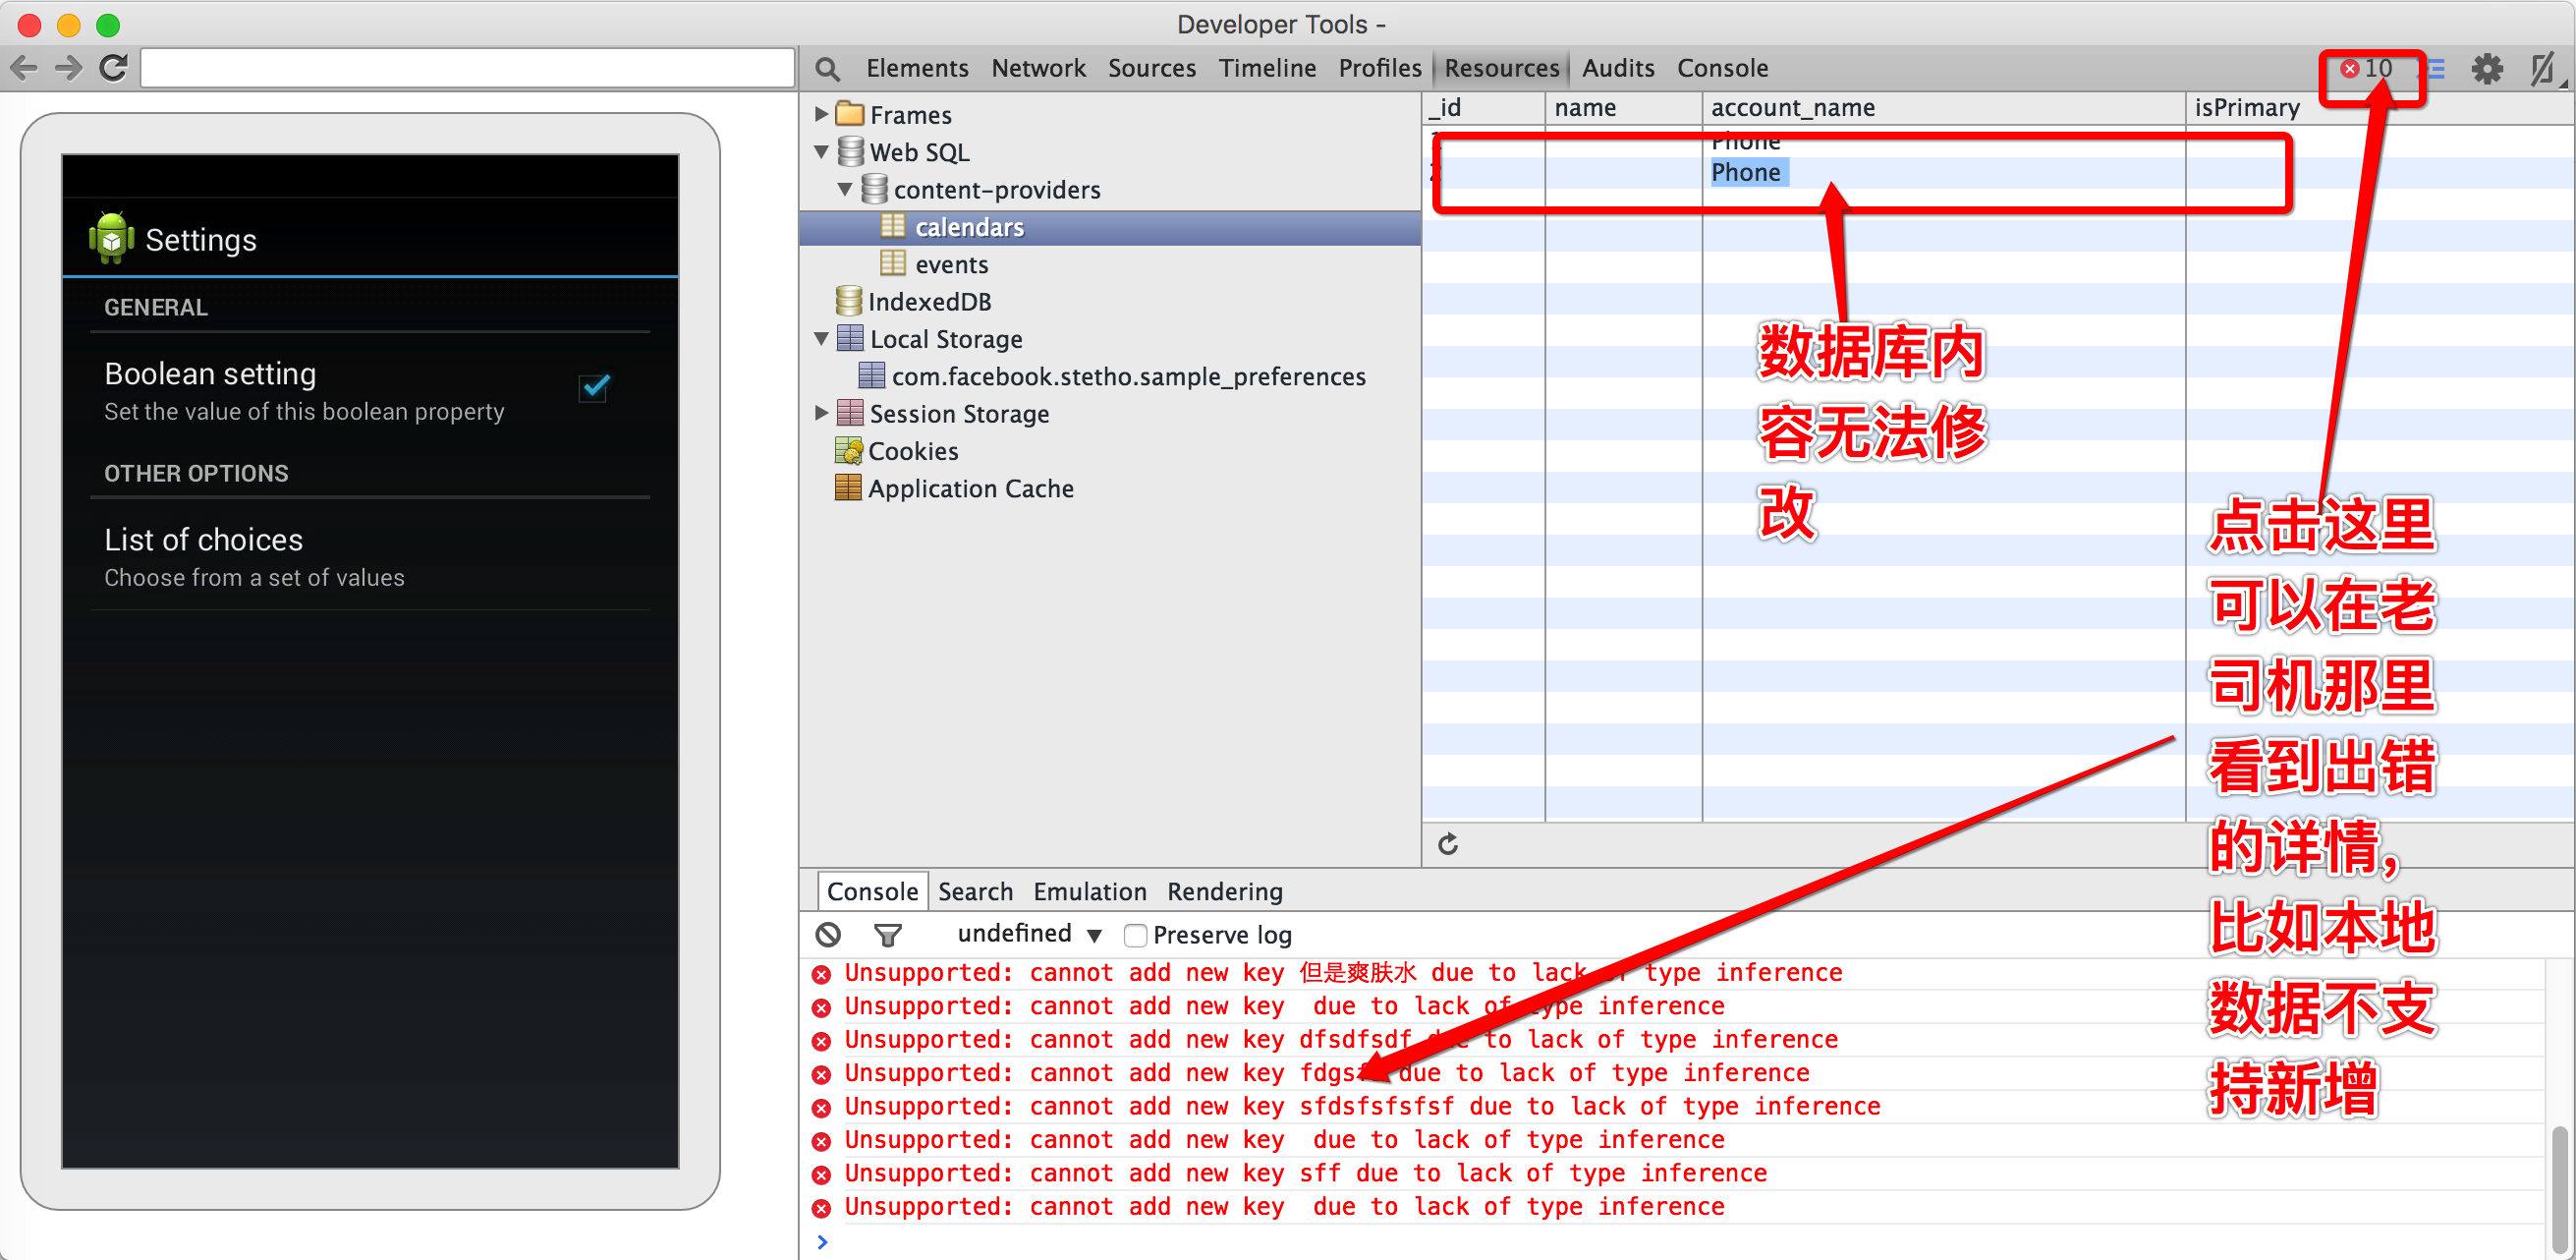 Developer Tools -
Elements Network Sources Timeline Profiles Resources Audits Console
10
Settings
GENERAL
Boolean setting
Set the value of this boolean property
OTHER OPTIONS
List of choices
Choose from a set of values
Frames
Web SQL
content-providers
calendars
events
IndexedDB
Local Storage
com.facebook.stetho.sample_preferences
Session Storage
Cookies
Application Cache
_id name account_name isPrimary
1 Phone
2 Phone
数据库内
容无法修
改
点击这里
可以在老
司机那里
看到出错
的详情，
比如本地
数据不支
持新增
Console Search Emulation Rendering
undefined ▼ Preserve log
Unsupported: cannot add new key 但是爽肤水 due to lack of type inference
Unsupported: cannot add new key due to lack of type inference
Unsupported: cannot add new key dfsdfsdf due to lack of type inference
Unsupported: cannot add new key due to lack of type inference
Unsupported: cannot add new key sfdsfsfsfsf due to lack of type inference
Unsupported: cannot add new key due to lack of type inference
Unsupported: cannot add new key sff due to lack of type inference
Unsupported: cannot add new key due to lack of type inference